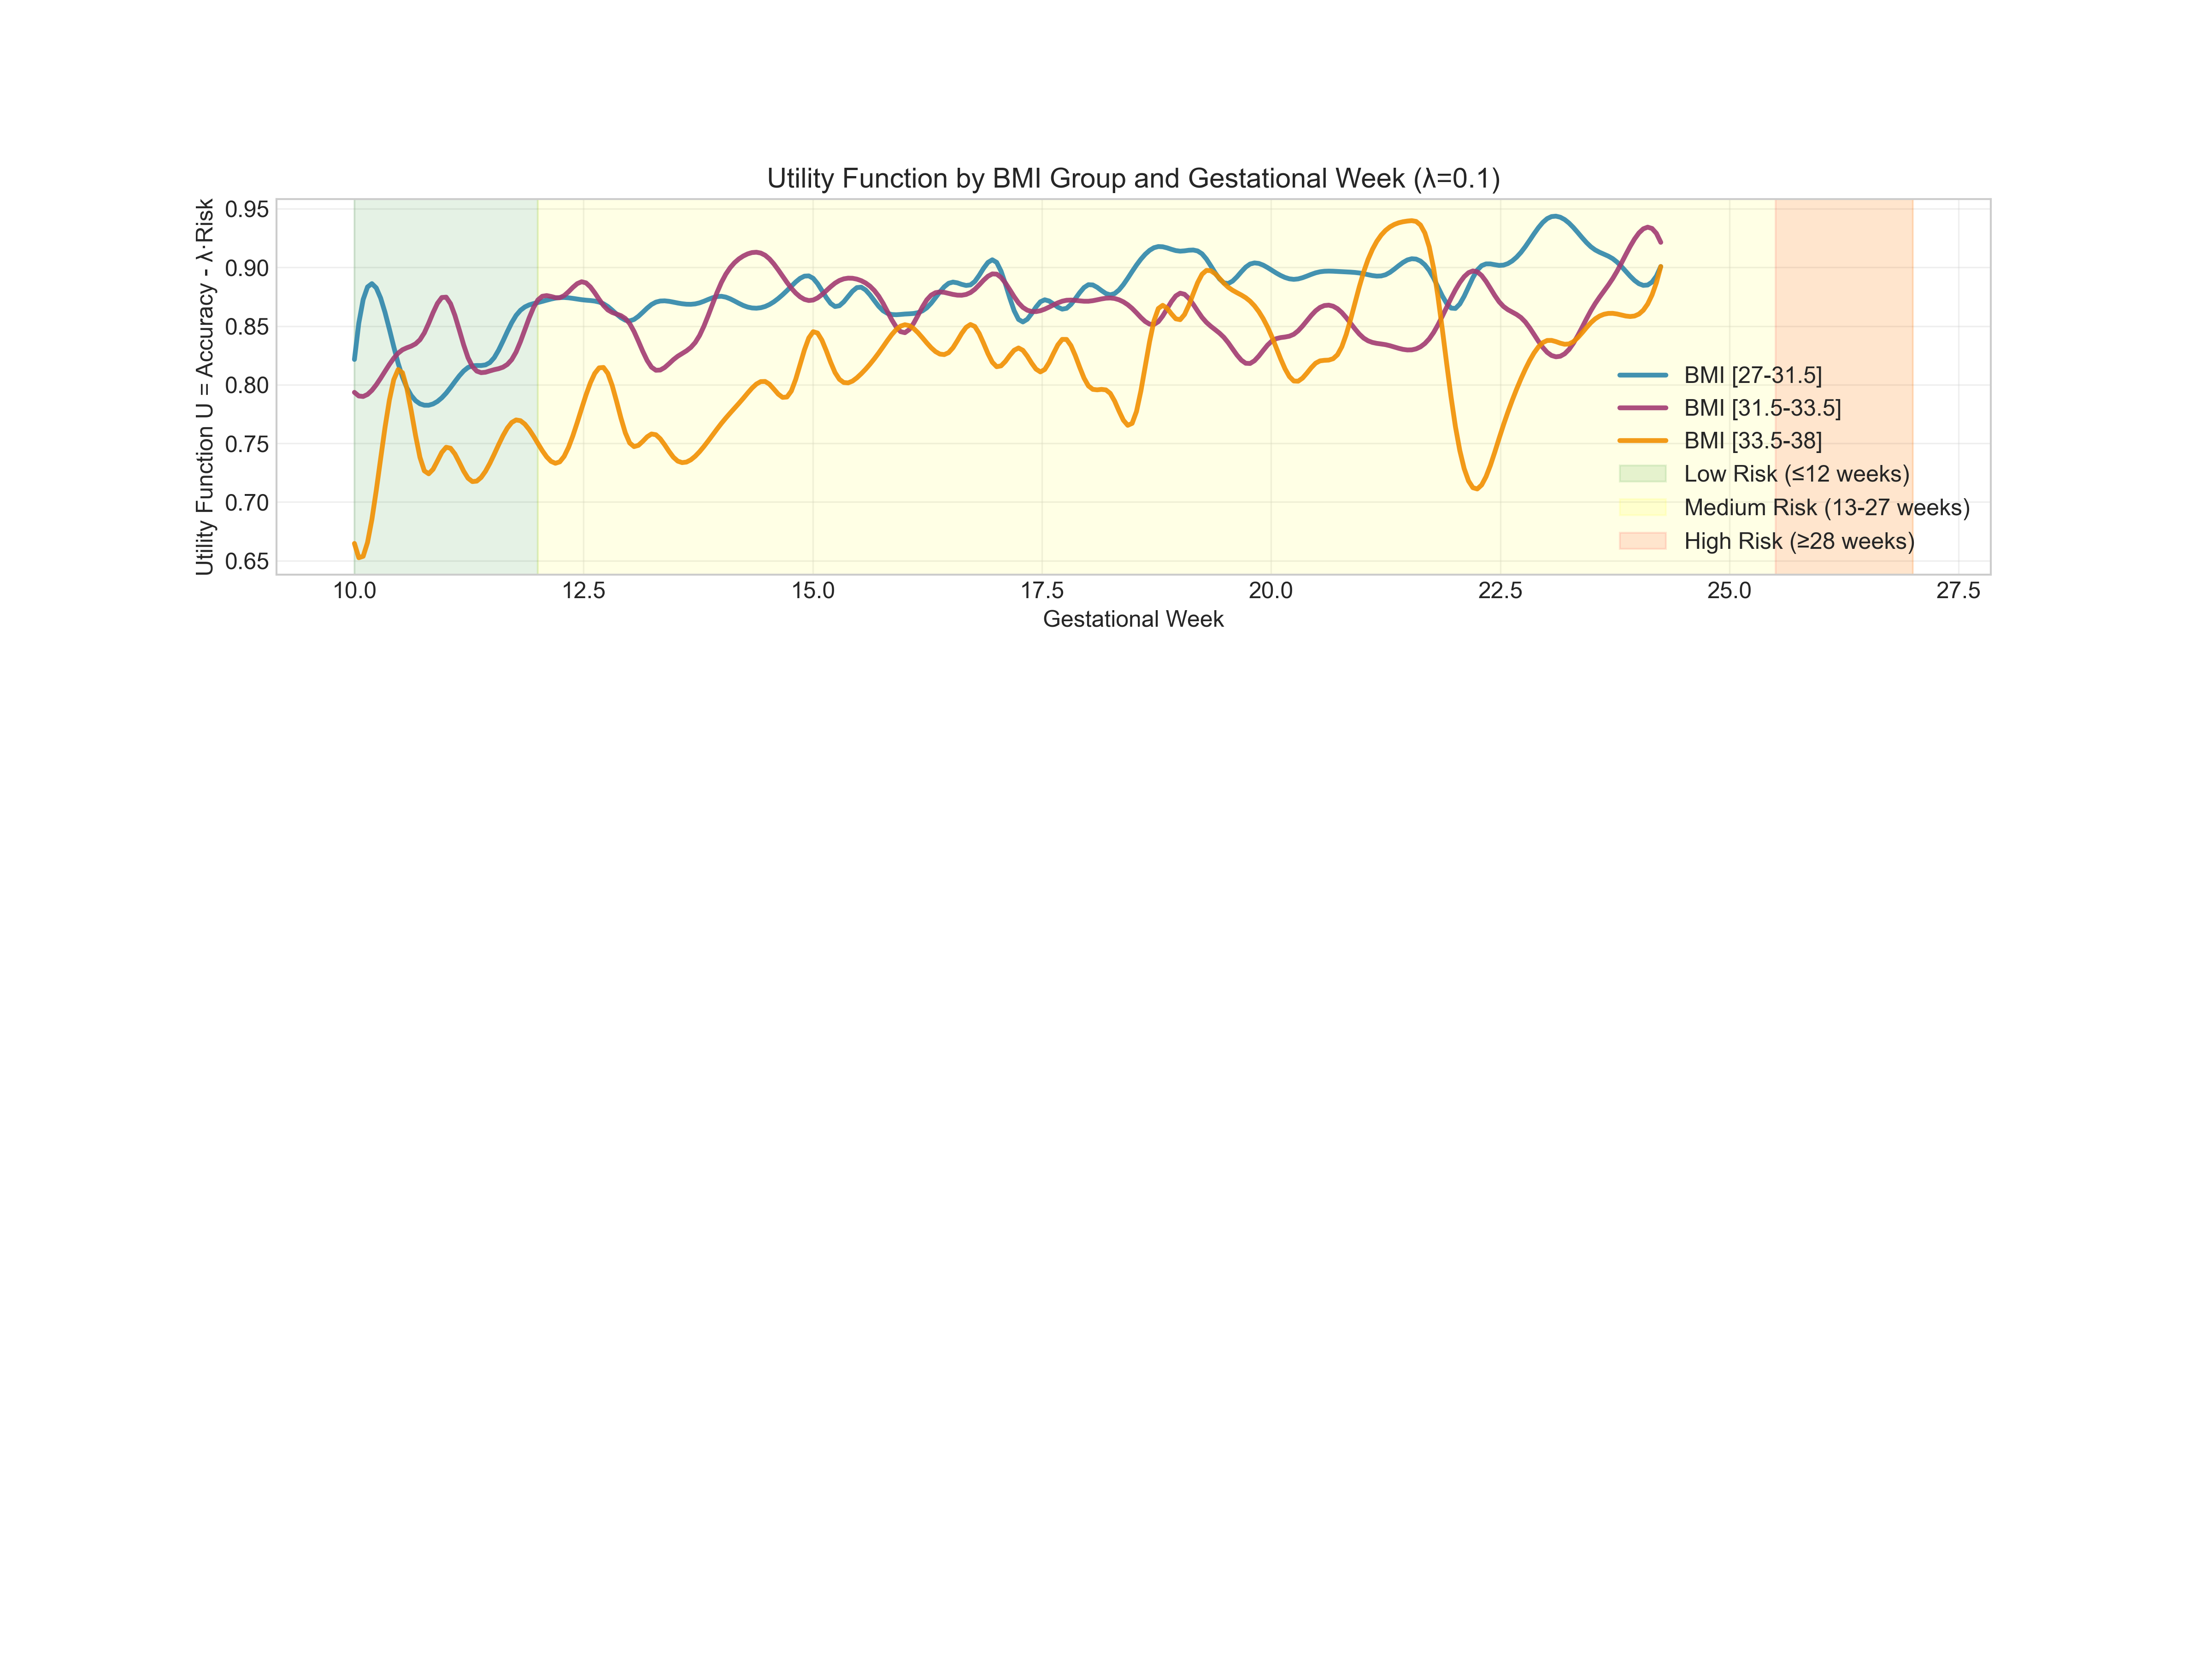 Utility Function by BMI Group and Gestational Week (λ=0.1)
Utility Function U = Accuracy - λ·Risk
0.95
0.90
0.85
0.80
0.75
0.70
0.65
BMI [27-31.5]
BMI [31.5-33.5]
BMI [33.5-38]
Low Risk (≤12 weeks)
Medium Risk (13-27 weeks)
High Risk (≥28 weeks)
10.0 12.5 15.0 17.5 20.0 22.5 25.0 27.5
Gestational Week